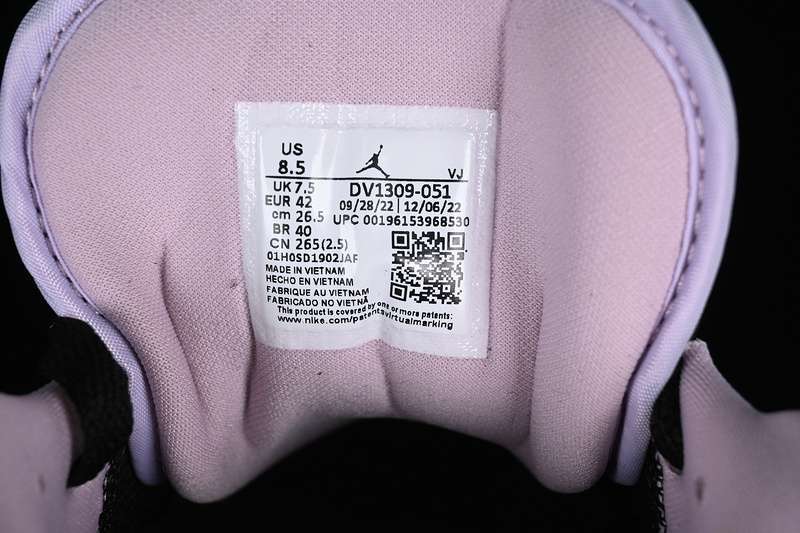 US
8.5
VJ
UK 7.5
DV1309-051
EUR 42
09/28/22 | 12/06/22
cm 26.5
UPC 00196153968530
BR 40
CN 265(2.5)
01H0SD1902JAF
MADE IN VIETNAM
HECHO EN VIETNAM
FABRIQUE AU VIETNAM
FABRICADO NO VIETNÃ
This product is covered by one or more patents:
www.nike.com/patentsvirtualmarking